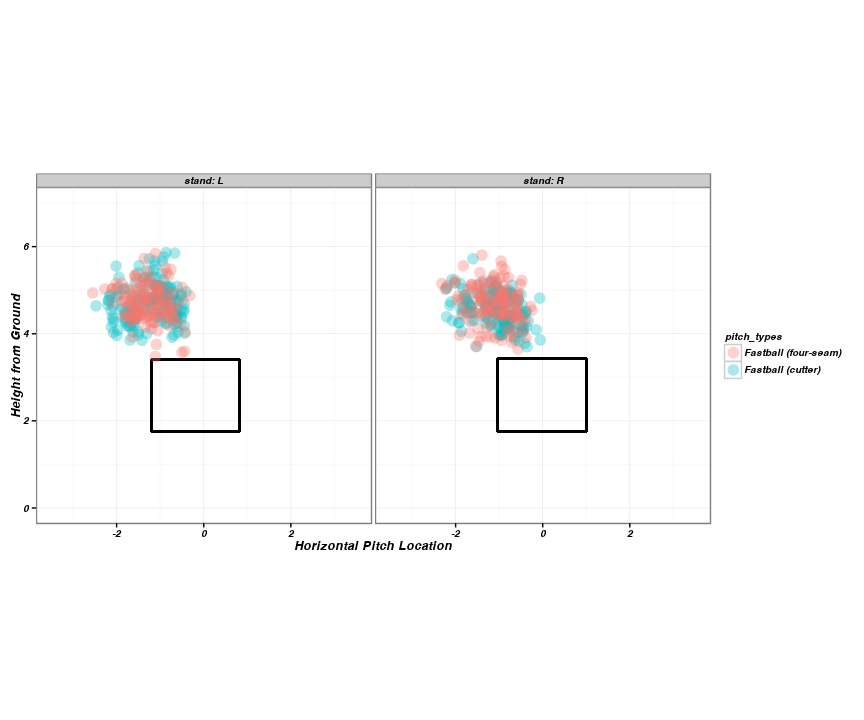 stand: L
stand: R
6
4
2
0
Height from Ground
-2
0
2
-2
0
2
Horizontal Pitch Location
pitch_types
Fastball (four-seam)
Fastball (cutter)